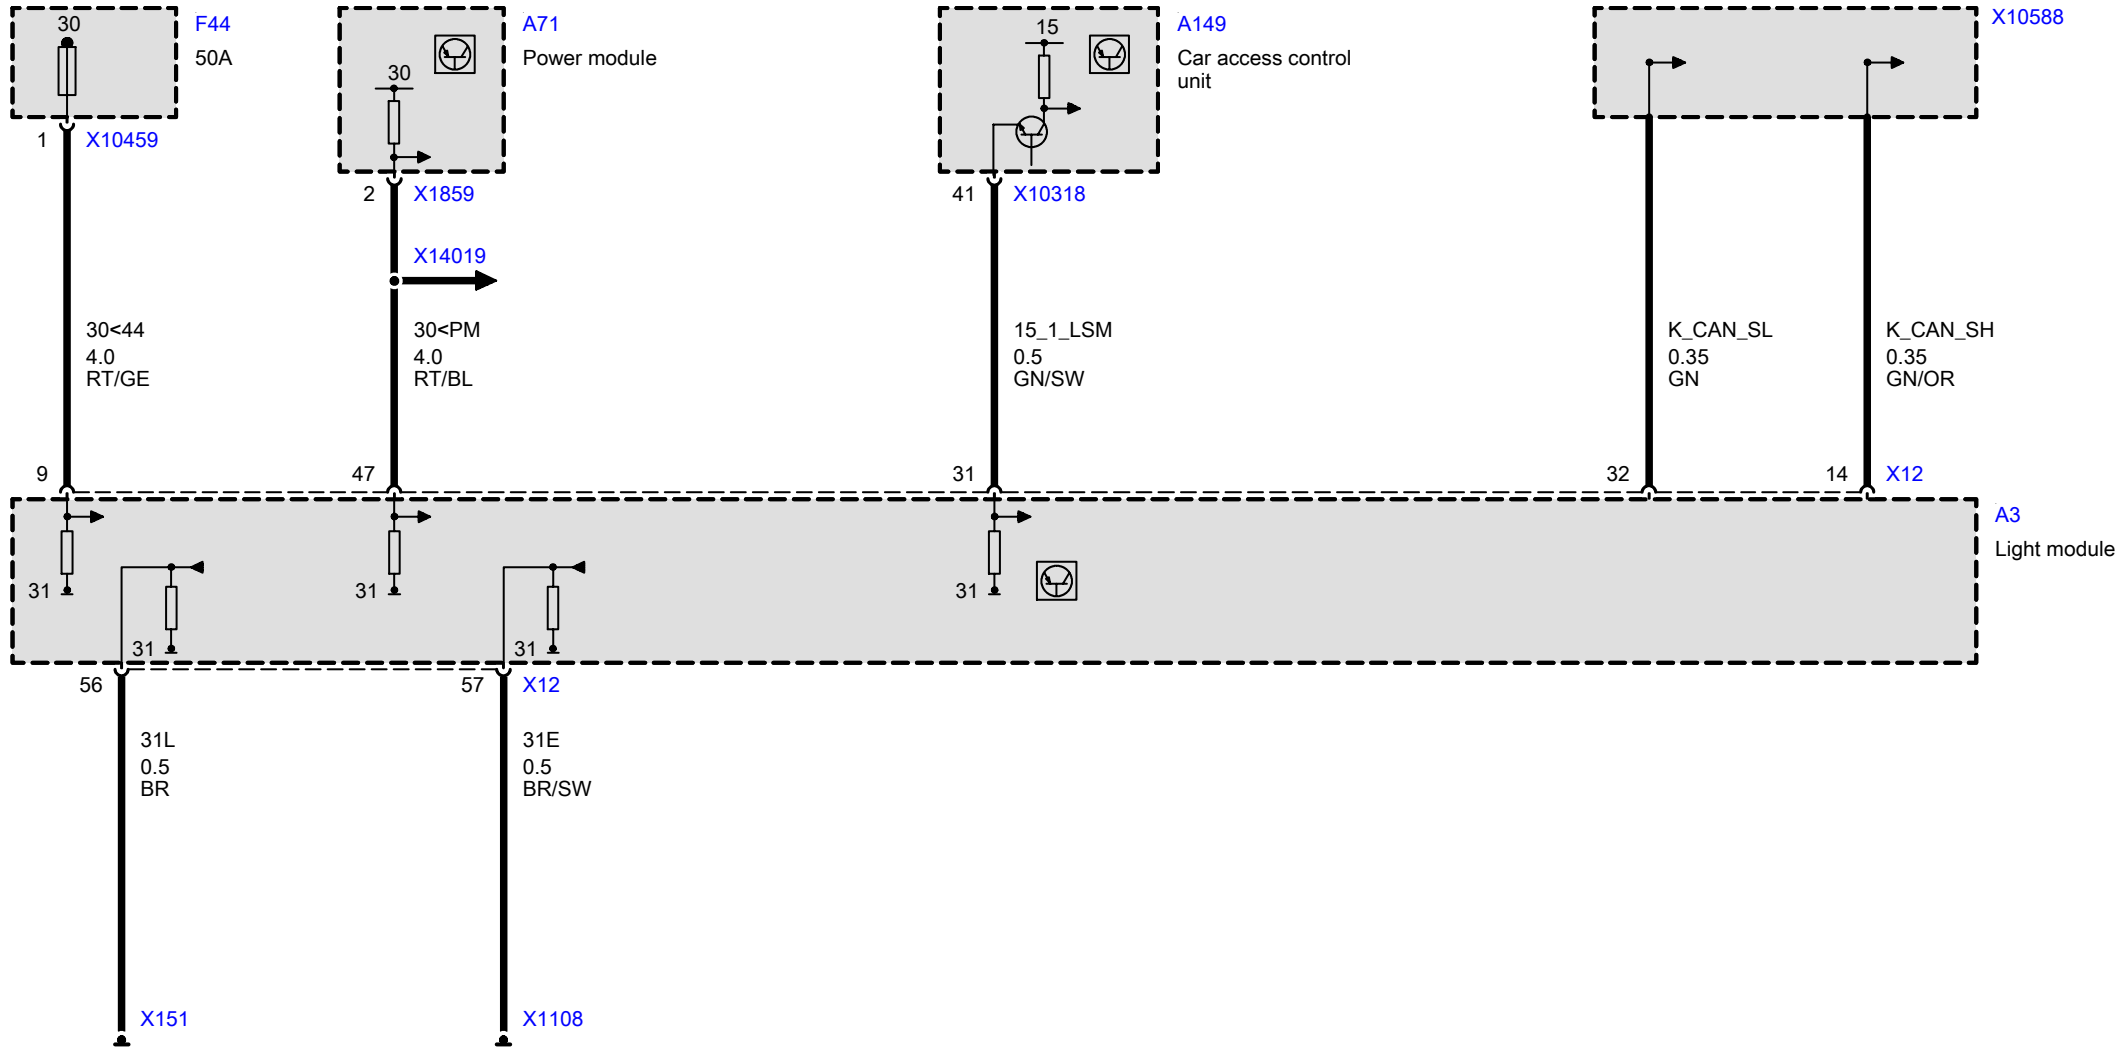 30
F44
50A
1
X10459
30
A71
Power module
2
X1859
X14019
15
A149
Car access control
unit
41
X10318
X10588
30<44
4.0
RT/GE
30<PM
4.0
RT/BL
15_1_LSM
0.5
GN/SW
K_CAN_SL
0.35
GN
K_CAN_SH
0.35
GN/OR
9
47
31
32
14
X12
A3
Light module
31
31
31
31
31
56
57
X12
31L
0.5
BR
31E
0.5
BR/SW
X151
X1108